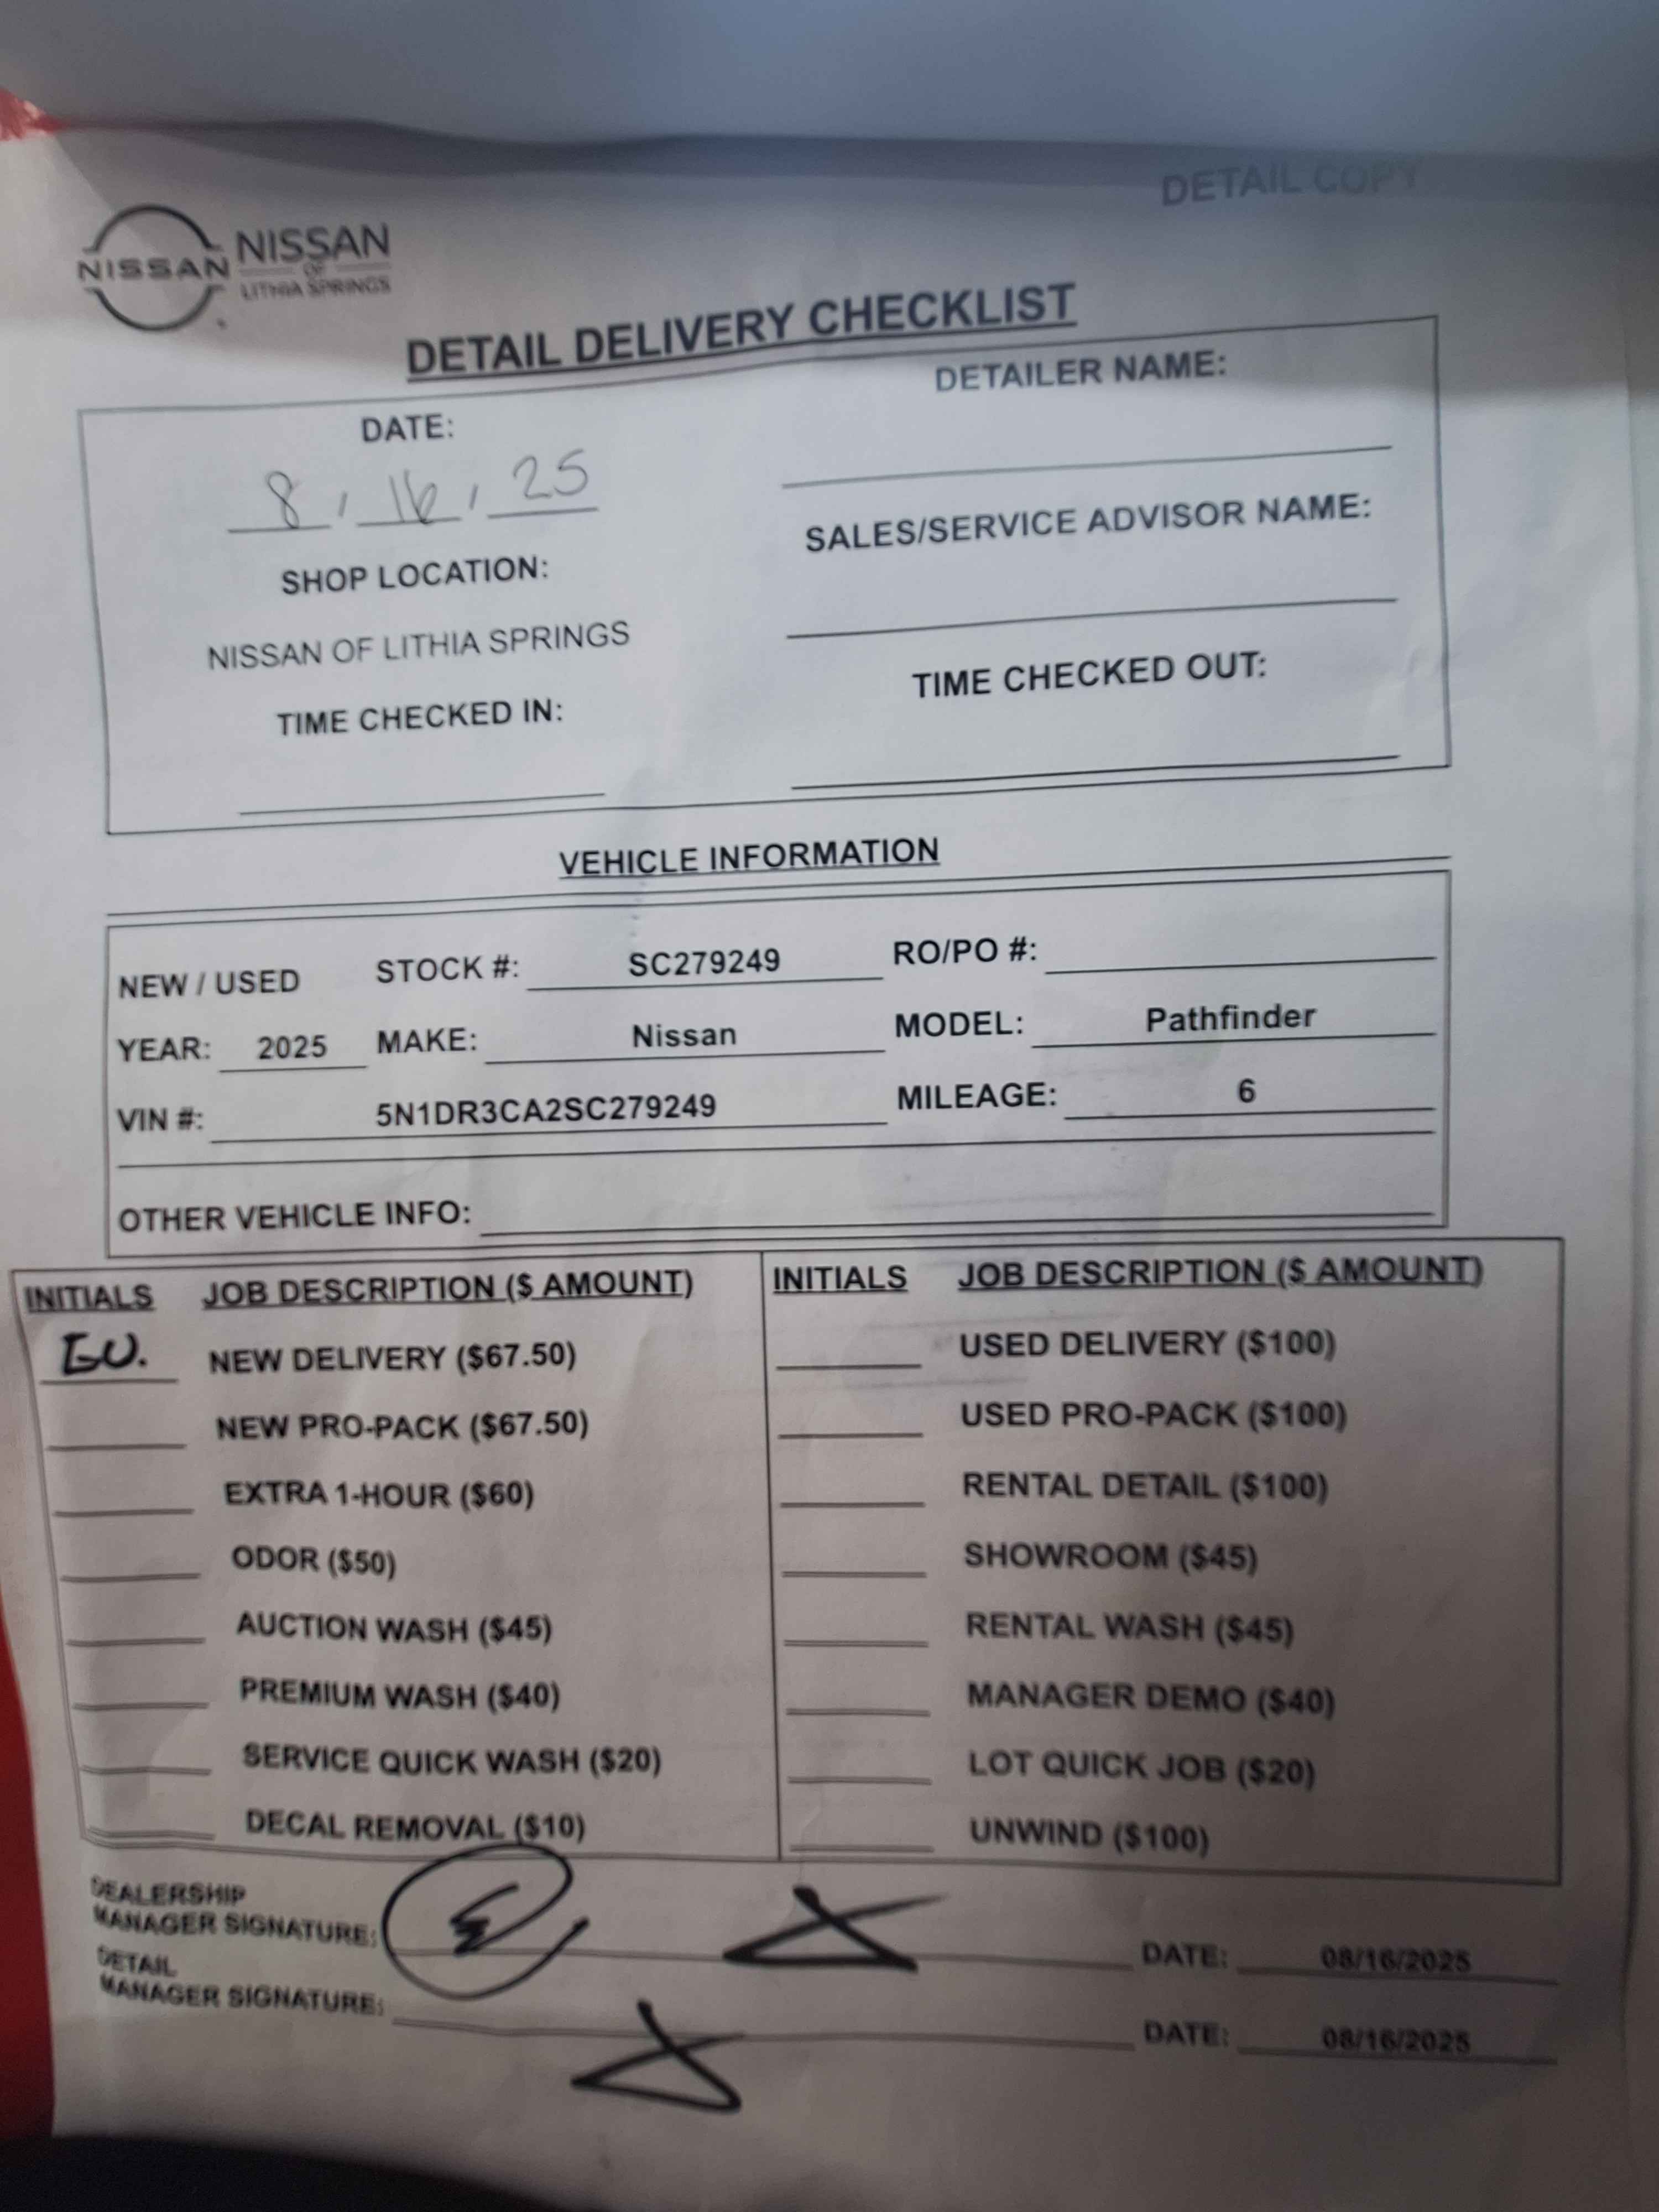 DETAIL COPY
NISSAN
NISSAN
OF
LITHIA SPRINGS
DETAIL DELIVERY CHECKLIST
DATE:
8 / 16 / 25
DETAILER NAME:
SHOP LOCATION:
SALES/SERVICE ADVISOR NAME:
NISSAN OF LITHIA SPRINGS
TIME CHECKED IN:
TIME CHECKED OUT:
VEHICLE INFORMATION
NEW / USED STOCK #: SC279249 RO/PO #:
YEAR: 2025 MAKE: Nissan MODEL: Pathfinder
VIN #: 5N1DR3CA2SC279249 MILEAGE: 6
OTHER VEHICLE INFO:
INITIALS JOB DESCRIPTION ($ AMOUNT) INITIALS JOB DESCRIPTION ($ AMOUNT)
NEW DELIVERY ($67.50) USED DELIVERY ($100)
NEW PRO-PACK ($67.50) USED PRO-PACK ($100)
EXTRA 1-HOUR ($60) RENTAL DETAIL ($100)
ODOR ($50) SHOWROOM ($45)
AUCTION WASH ($45) RENTAL WASH ($45)
PREMIUM WASH ($40) MANAGER DEMO ($40)
SERVICE QUICK WASH ($20) LOT QUICK JOB ($20)
DECAL REMOVAL ($10) UNWIND ($100)
DEALERSHIP
MANAGER SIGNATURE: DATE: 08/16/2025
DETAIL
MANAGER SIGNATURE: DATE: 08/16/2025